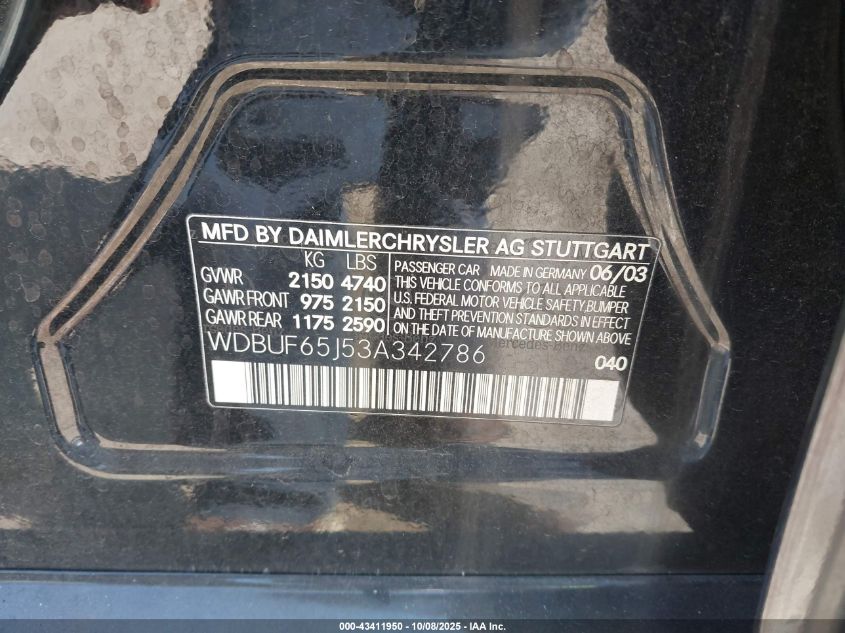 MFD BY DAIMLERCHRYSLER AG STUTTGART
KG LBS
GVWR 2150 4740
GAWR FRONT 975 2150
GAWR REAR 1175 2590
PASSENGER CAR MADE IN GERMANY 06/03
THIS VEHICLE CONFORMS TO ALL APPLICABLE
U.S. FEDERAL MOTOR VEHICLE SAFETY, BUMPER
AND THEFT PREVENTION STANDARDS IN EFFECT
ON THE DATE OF MANUFACTURE SHOWN ABOVE
WDBUF65J53A342786
040
000-43411950 | 10/08/2025 - IAA Inc.